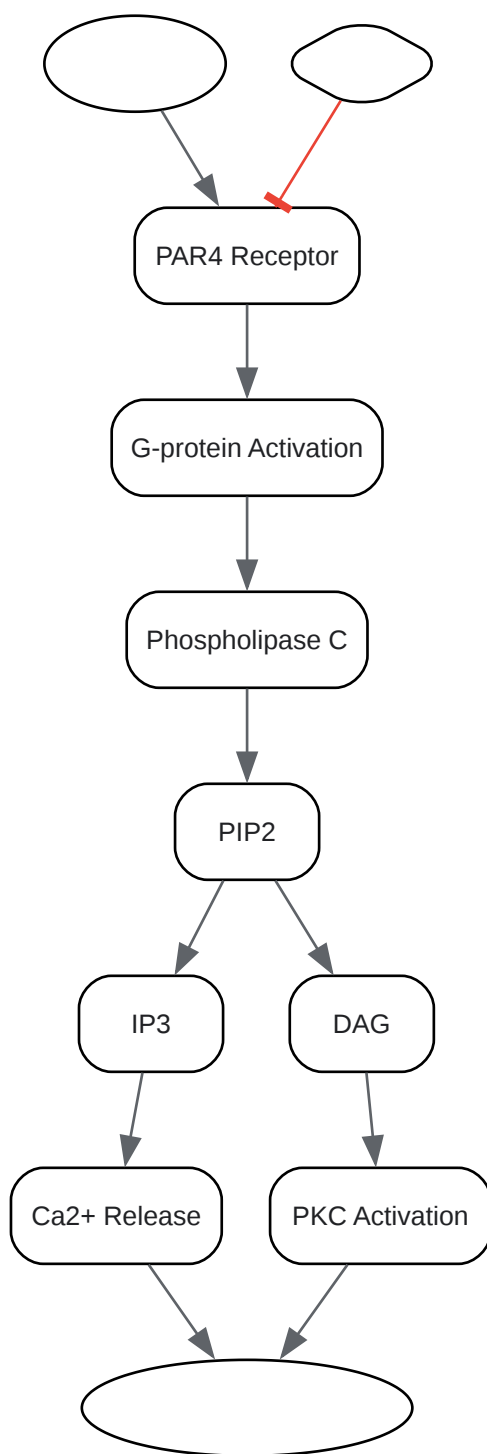 PAR4 Receptor
G-protein Activation
Phospholipase C
PIP2
IP3
DAG
Ca2+ Release
PKC Activation